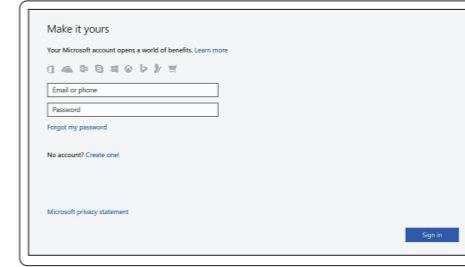 Make it yours
Your Microsoft account opens a world of benefits. Learn more
Email or phone
Password
Forgot my password
No account? Create one!
Microsoft privacy statement
Sign in